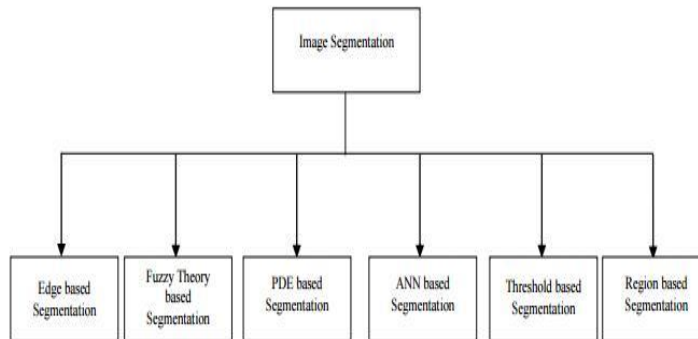 Image Segmentation
Edge based
Segmentation
Fuzzy Theory
based
Segmentation
PDE based
Segmentation
ANN based
Segmentation
Threshold based
Segmentation
Region based
Segmentation